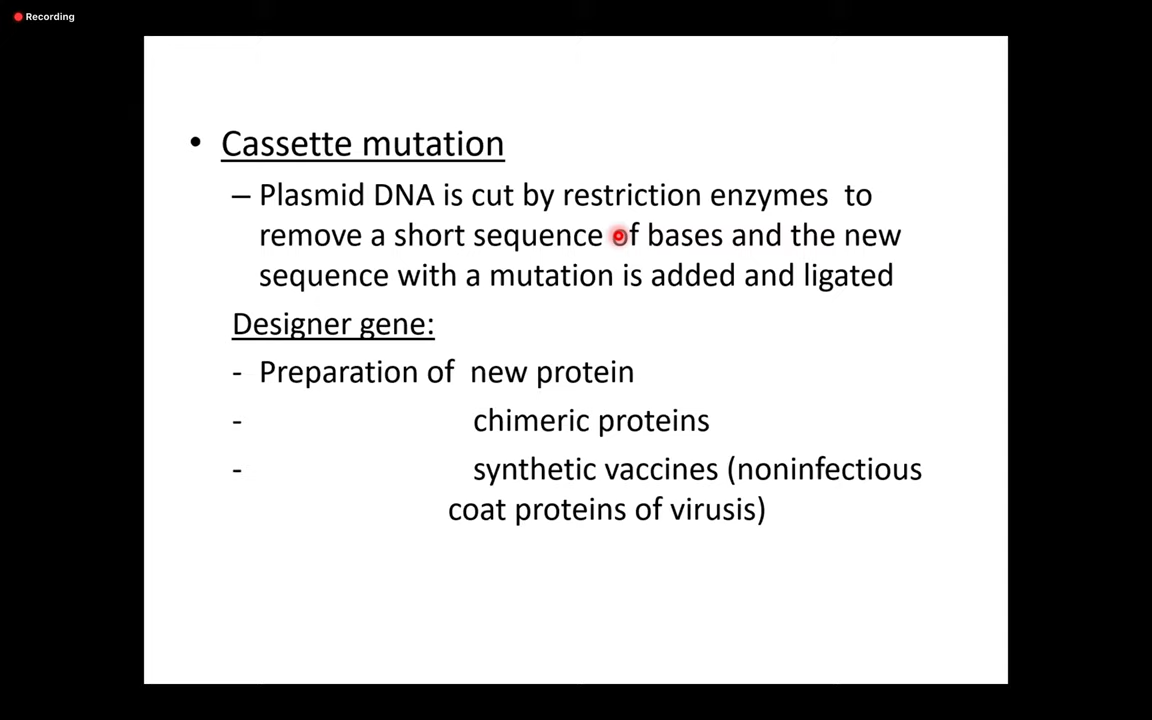 Recording
• Cassette mutation
– Plasmid DNA is cut by restriction enzymes to
remove a short sequence of bases and the new
sequence with a mutation is added and ligated
Designer gene:
- Preparation of new protein
- chimeric proteins
- synthetic vaccines (noninfectious
coat proteins of virusis)